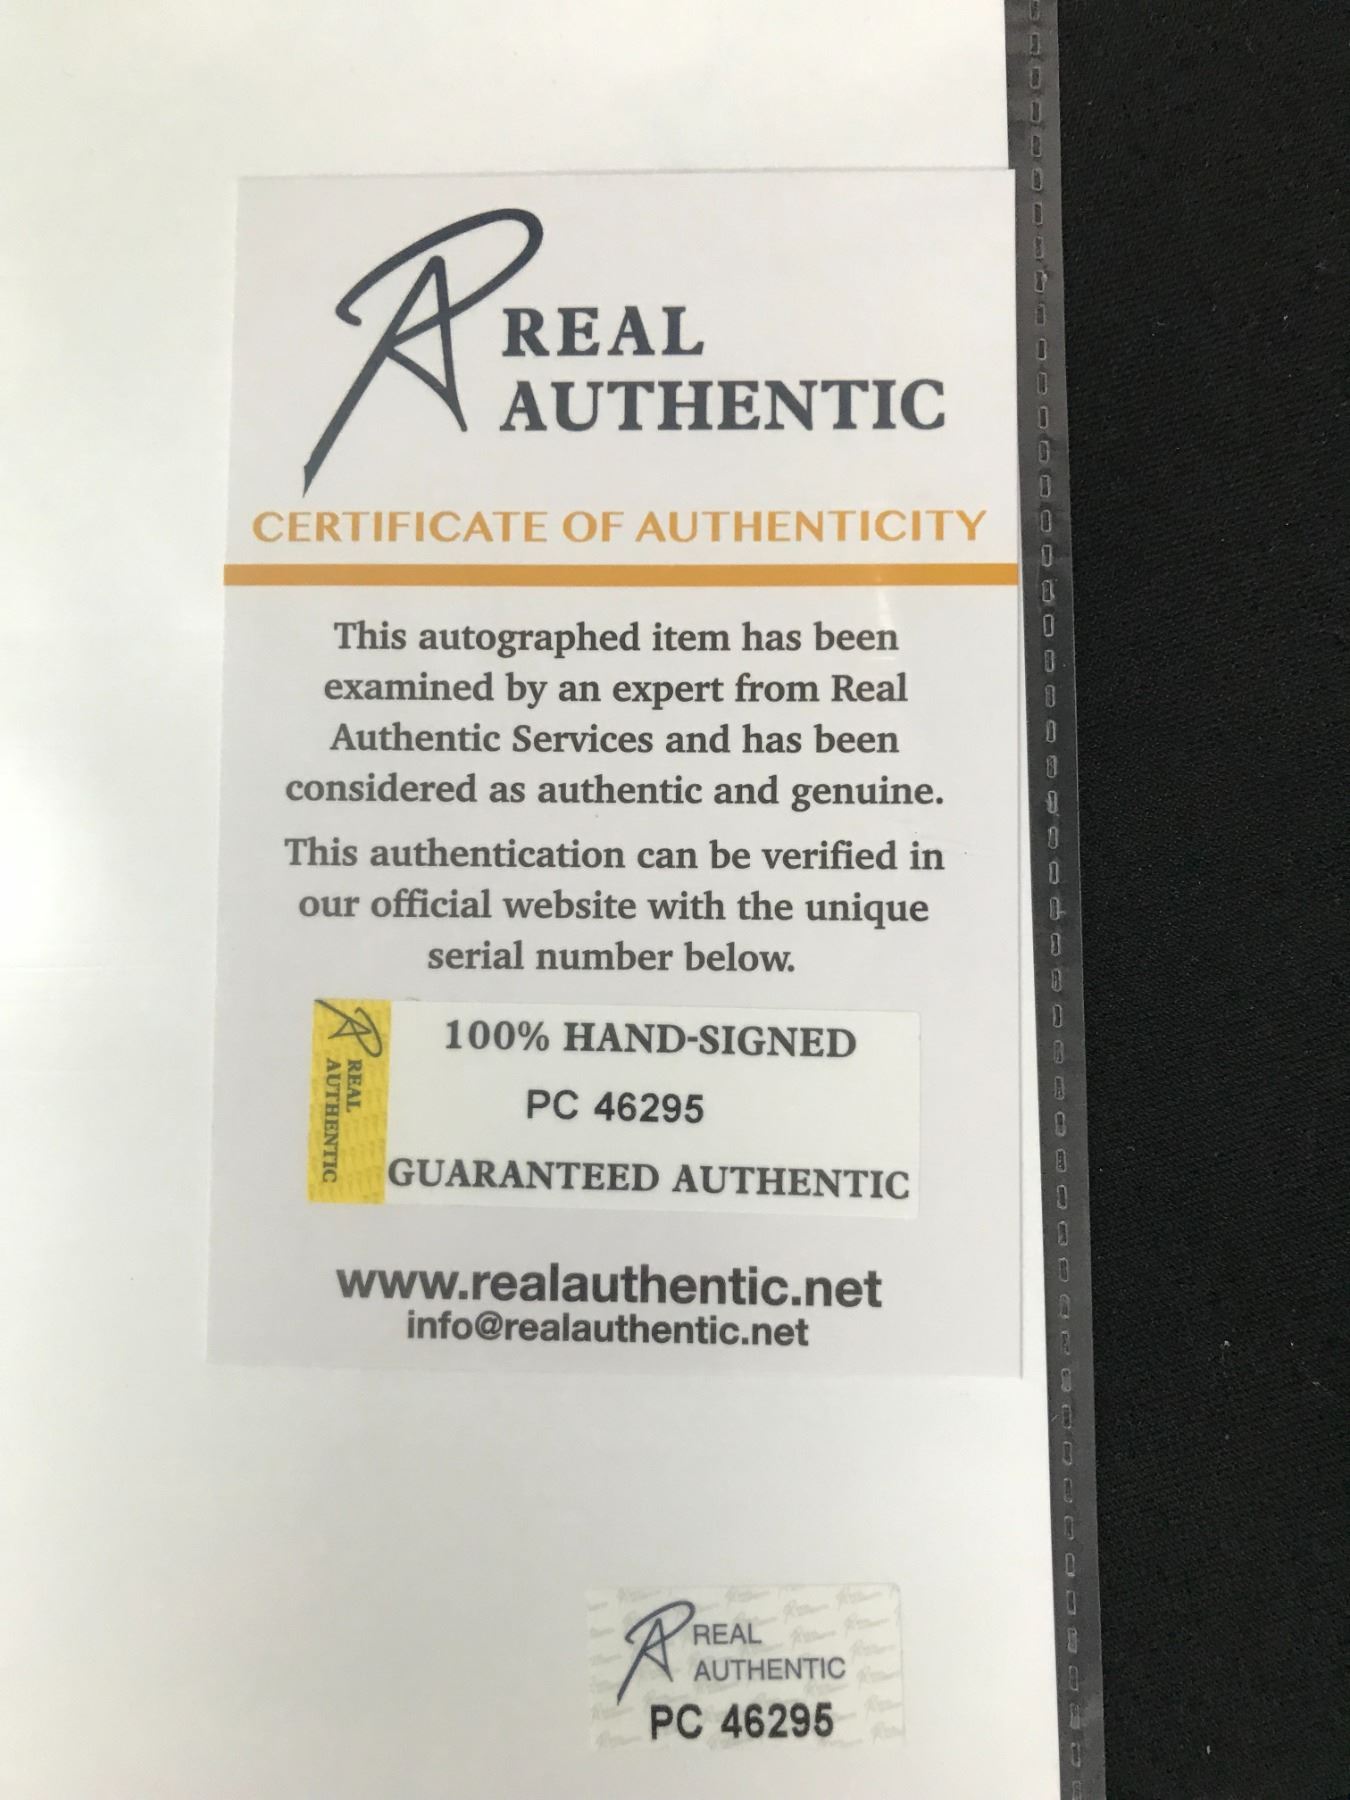 REAL
AUTHENTIC
CERTIFICATE OF AUTHENTICITY
This autographed item has been
examined by an expert from Real
Authentic Services and has been
considered as authentic and genuine.
This authentication can be verified in
our official website with the unique
serial number below.
REAL
AUTHENTIC
100% HAND-SIGNED
PC 46295
GUARANTEED AUTHENTIC
www.realauthentic.net
info@realauthentic.net
REAL
AUTHENTIC
PC 46295